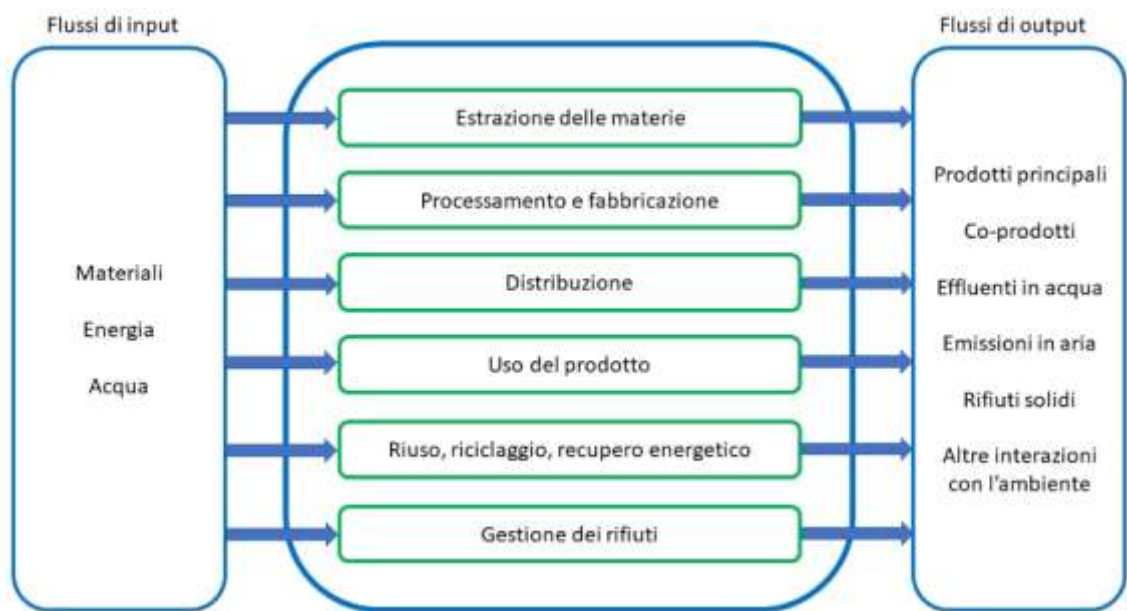 Flussi di input
Flussi di output
Materiali
Energia
Acqua
Estrazione delle materie
Processamento e fabbricazione
Distribuzione
Uso del prodotto
Riuso, riciclaggio, recupero energetico
Gestione dei rifiuti
Prodotti principali
Co-prodotti
Effluenti in acqua
Emissioni in aria
Rifiuti solidi
Altre interazioni
con l'ambiente